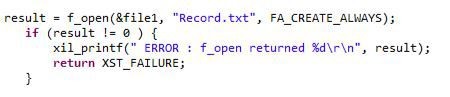 result = f_open(&file1, "Record.txt", FA_CREATE_ALWAYS);
if (result != 0 ) {
xil_printf(" ERROR : f_open returned %d\r\n", result);
return XST_FAILURE;
}